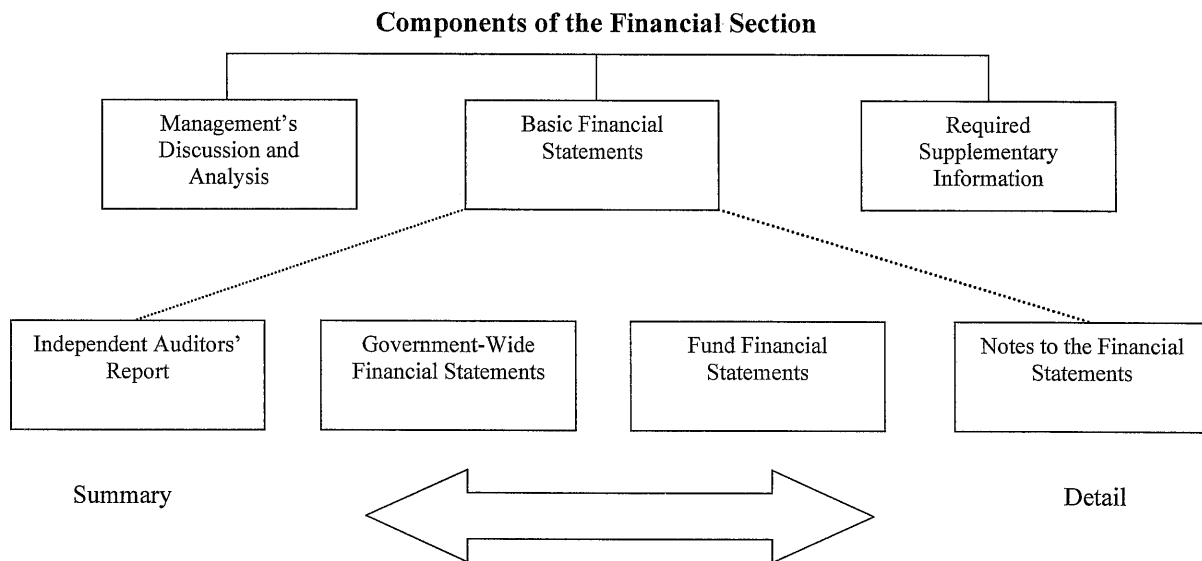 Components of the Financial Section
Management's
Discussion and
Analysis
Basic Financial
Statements
Required
Supplementary
Information
Independent Auditors'
Report
Government-Wide
Financial Statements
Fund Financial
Statements
Notes to the Financial
Statements
Summary
Detail